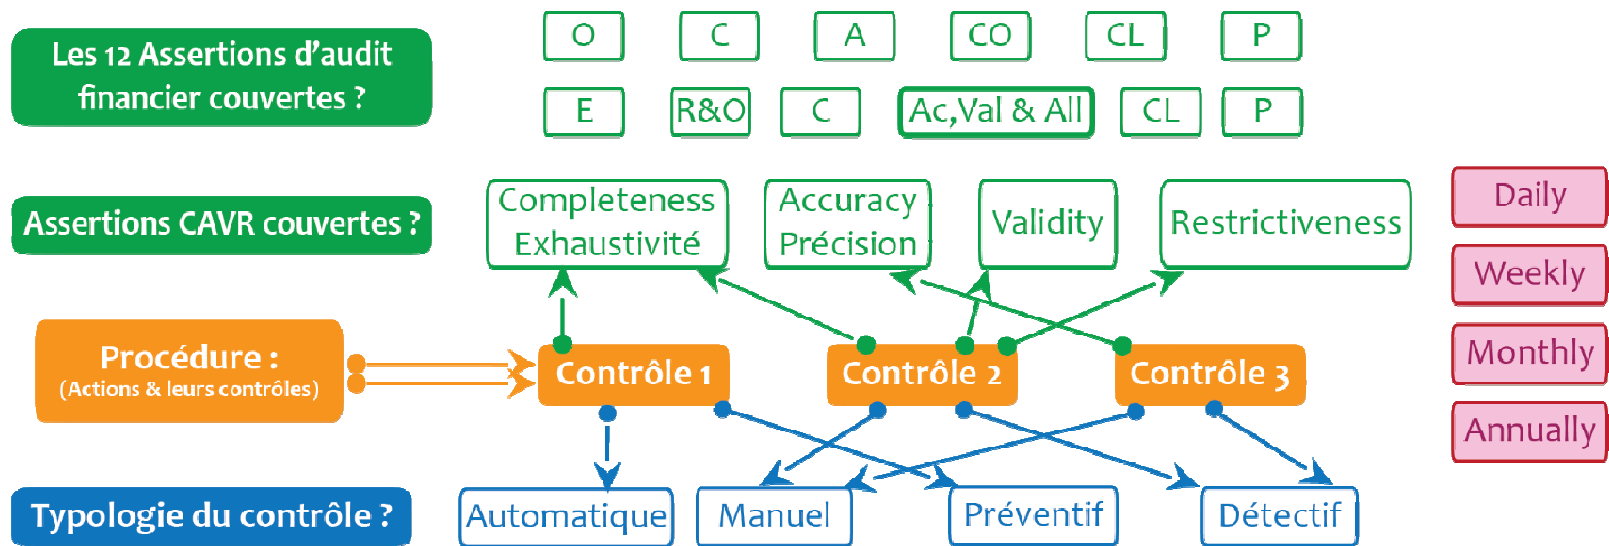 Les 12 Assertions d'audit
financier couvertes ?
O C A CO CL P
E R&O C Ac,Val & All CL P
Assertions CAVR couvertes ?
Completeness
Exhaustivité
Accuracy
Précision
Validity
Restrictiveness
Daily
Weekly
Monthly
Annually
Procédure :
(Actions & leurs contrôles)
Contrôle 1
Contrôle 2
Contrôle 3
Typologie du contrôle ?
Automatique
Manuel
Préventif
Détectif